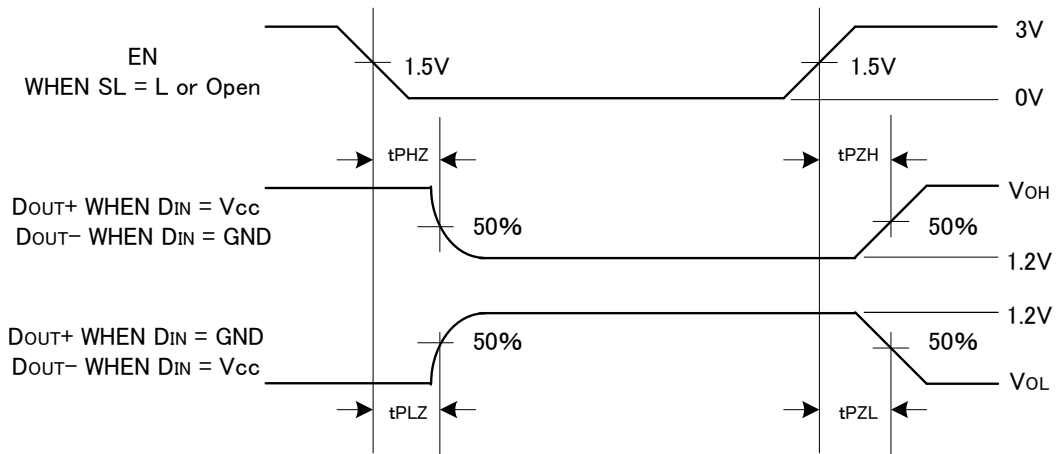 EN
WHEN SL = L or Open
1.5V
1.5V
3V
0V
tPHZ
tPZH
DOUT+ WHEN DIN = Vcc
DOUT− WHEN DIN = GND
50%
50%
VOH
1.2V
DOUT+ WHEN DIN = GND
DOUT− WHEN DIN = Vcc
50%
50%
1.2V
VOL
tPLZ
tPZL